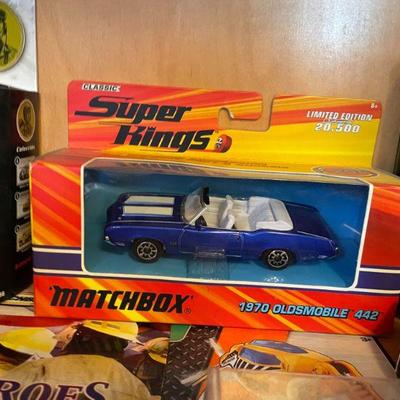 CLASSIC
Super
Kings
LIMITED EDITION
20,500
8+
MATCHBOX
1970 OLDSMOBILE 442
ROES